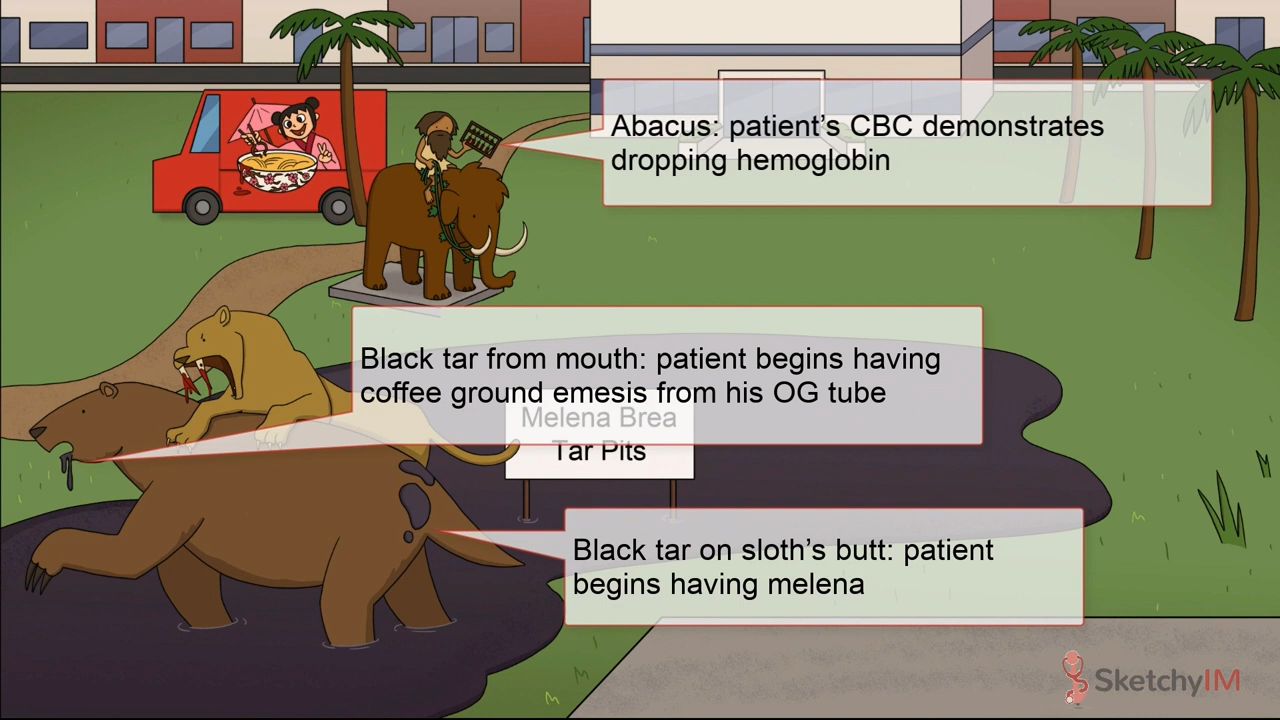 Abacus: patient's CBC demonstrates
dropping hemoglobin
Black tar from mouth: patient begins having
coffee ground emesis from his OG tube
Melena Brea
Tar Pits
Black tar on sloth's butt: patient
begins having melena
SketchyIM